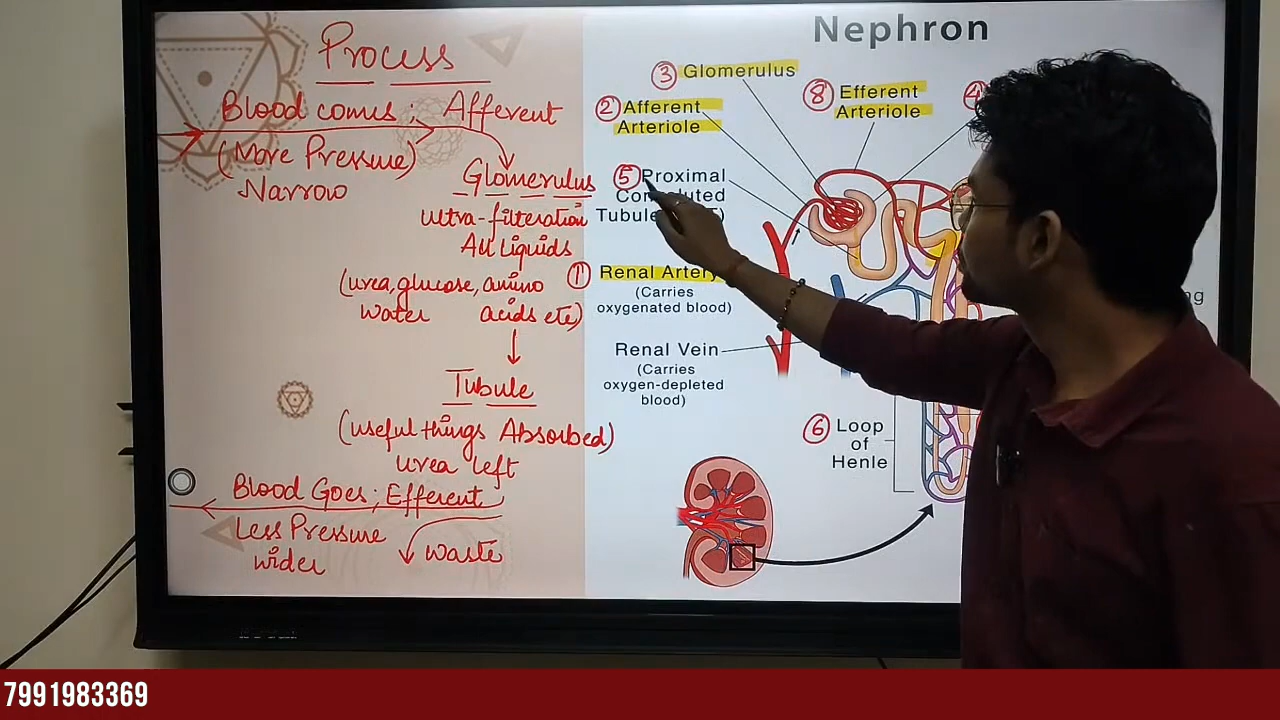 Process
Blood comes ; Afferent
(More Pressure)
Narrow
Glomerulus
ultra-filteration
All Liquids
(urea, glucose, amino
water acids etc)
Tubule
(useful things Absorbed)
urea left
Blood Goes ; Efferent
Less Pressure
wider
waste
Nephron
3 Glomerulus
8 Efferent
Arteriole
2 Afferent
Arteriole
4
5 Proximal
Convoluted
1 Renal Artery
(Carries
oxygenated blood)
Renal Vein
(Carries
oxygen-depleted
blood)
6 Loop
of
Henle
7991983369